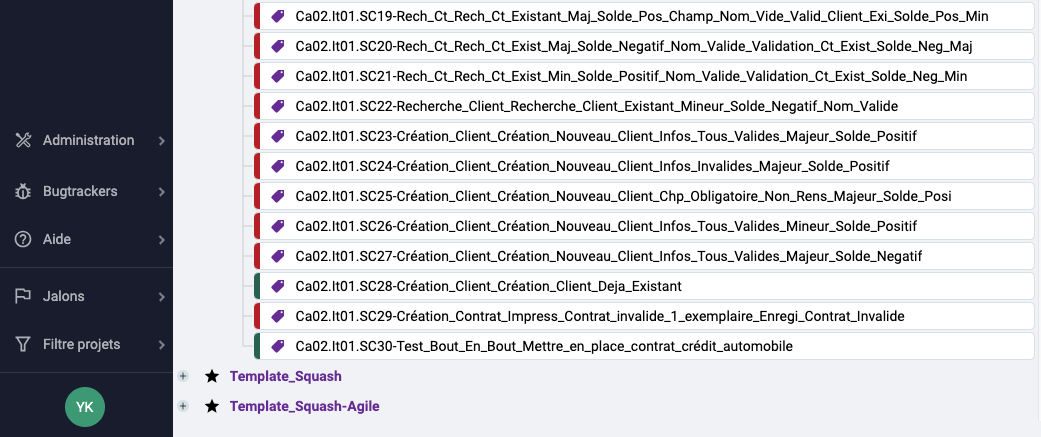 Ca02.It01.SC19-Rech_Ct_Rech_Ct_Existant_Maj_Solde_Pos_Champ_Nom_Vide_Valid_Client_Exi_Solde_Pos_Min
Ca02.It01.SC20-Rech_Ct_Rech_Ct_Exist_Maj_Solde_Negatif_Nom_Valide_Validation_Ct_Exist_Solde_Neg_Maj
Ca02.It01.SC21-Rech_Ct_Rech_Ct_Exist_Min_Solde_Positif_Nom_Valide_Validation_Ct_Exist_Solde_Neg_Min
Ca02.It01.SC22-Recherche_Client_Recherche_Client_Existant_Mineur_Solde_Negatif_Nom_Valide
Ca02.It01.SC23-Création_Client_Création_Nouveau_Client_Infos_Tous_Valides_Majeur_Solde_Positif
Ca02.It01.SC24-Création_Client_Création_Nouveau_Client_Infos_Invalides_Majeur_Solde_Positif
Ca02.It01.SC25-Création_Client_Création_Nouveau_Client_Chp_Obligatoire_Non_Rens_Majeur_Solde_Posi
Ca02.It01.SC26-Création_Client_Création_Nouveau_Client_Infos_Tous_Valides_Mineur_Solde_Positif
Ca02.It01.SC27-Création_Client_Création_Nouveau_Client_Infos_Tous_Valides_Majeur_Solde_Negatif
Ca02.It01.SC28-Création_Client_Création_Client_Deja_Existant
Ca02.It01.SC29-Création_Contrat_Impress_Contrat_invalide_1_exemplaire_Enregi_Contrat_Invalide
Ca02.It01.SC30-Test_Bout_En_Bout_Mettre_en_place_contrat_crédit_automobile
Template_Squash
Template_Squash-Agile
Administration
Bugtrackers
Aide
Jalons
Filtre projets
YK